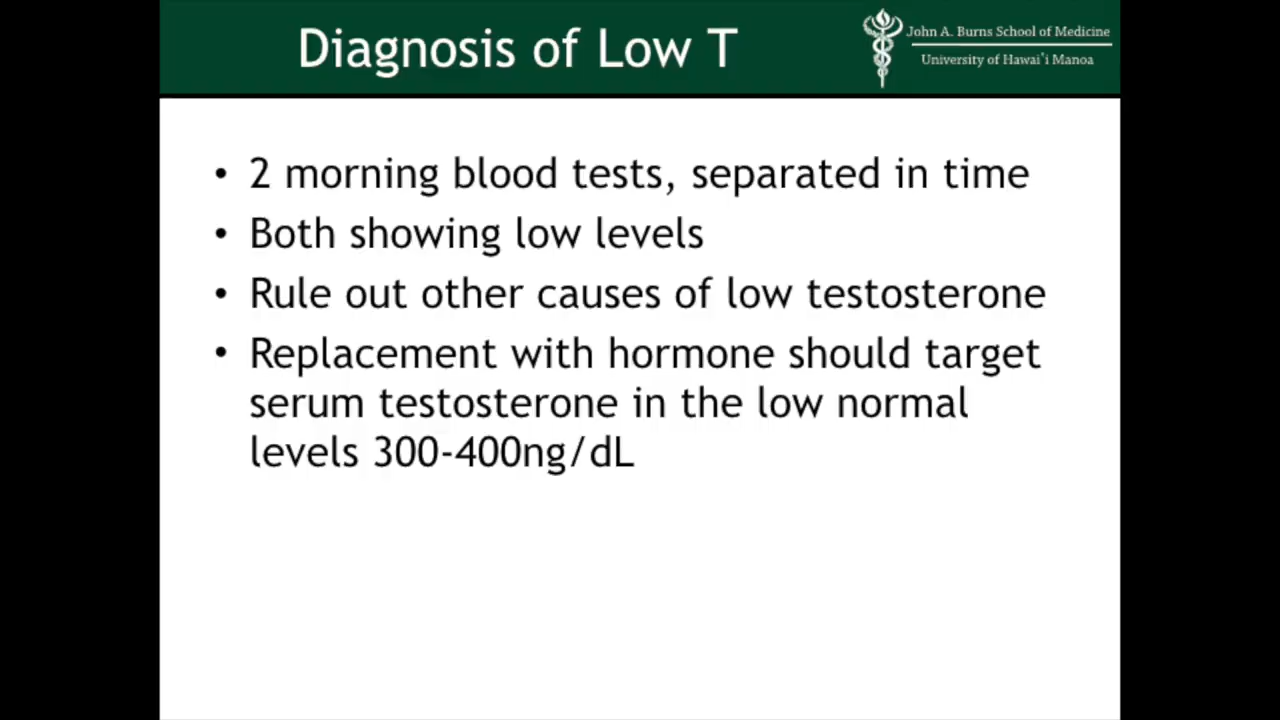 Diagnosis of Low T
John A. Burns School of Medicine
University of Hawai`i Manoa
• 2 morning blood tests, separated in time
• Both showing low levels
• Rule out other causes of low testosterone
• Replacement with hormone should target
serum testosterone in the low normal
levels 300-400ng/dL